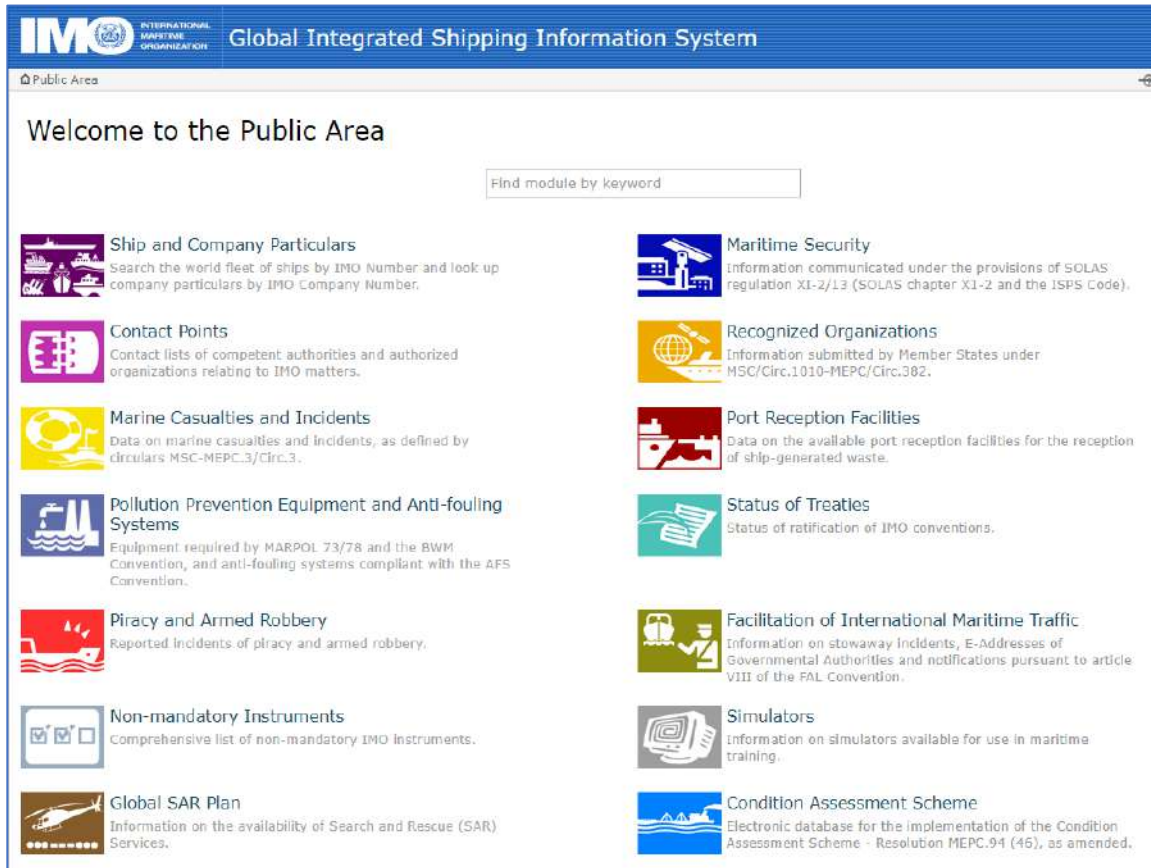 IMO
INTERNATIONAL
MARITIME
ORGANIZATION
Global Integrated Shipping Information System
Public Area
Welcome to the Public Area
Find module by keyword
Ship and Company Particulars
Search the world fleet of ships by IMO Number and look up
company particulars by IMO Company Number.
Maritime Security
Information communicated under the provisions of SOLAS
regulation XI-2/13 (SOLAS chapter X1-2 and the ISPS Code).
Contact Points
Contact lists of competent authorities and authorized
organizations relating to IMO matters.
Recognized Organizations
Information submitted by Member States under
MSC/Circ.1010-MEPC/Circ.382.
Marine Casualties and Incidents
Data on marine casualties and incidents, as defined by
circulars MSC-MEPC.3/Circ.3.
Port Reception Facilities
Data on the available port reception facilities for the reception
of ship-generated waste.
Pollution Prevention Equipment and Anti-fouling
Systems
Equipment required by MARPOL 73/78 and the BWM
Convention, and anti-fouling systems compliant with the AFS
Convention.
Status of Treaties
Status of ratification of IMO conventions.
Piracy and Armed Robbery
Reported incidents of piracy and armed robbery.
Facilitation of International Maritime Traffic
Information on stowaway incidents, E-Addresses of
Governmental Authorities and notifications pursuant to article
VIII of the FAL Convention.
Non-mandatory Instruments
Comprehensive list of non-mandatory IMO instruments.
Simulators
Information on simulators available for use in maritime
training.
Global SAR Plan
Information on the availability of Search and Rescue (SAR)
Services.
Condition Assessment Scheme
Electronic database for the implementation of the Condition
Assessment Scheme - Resolution MEPC.94 (46), as amended.